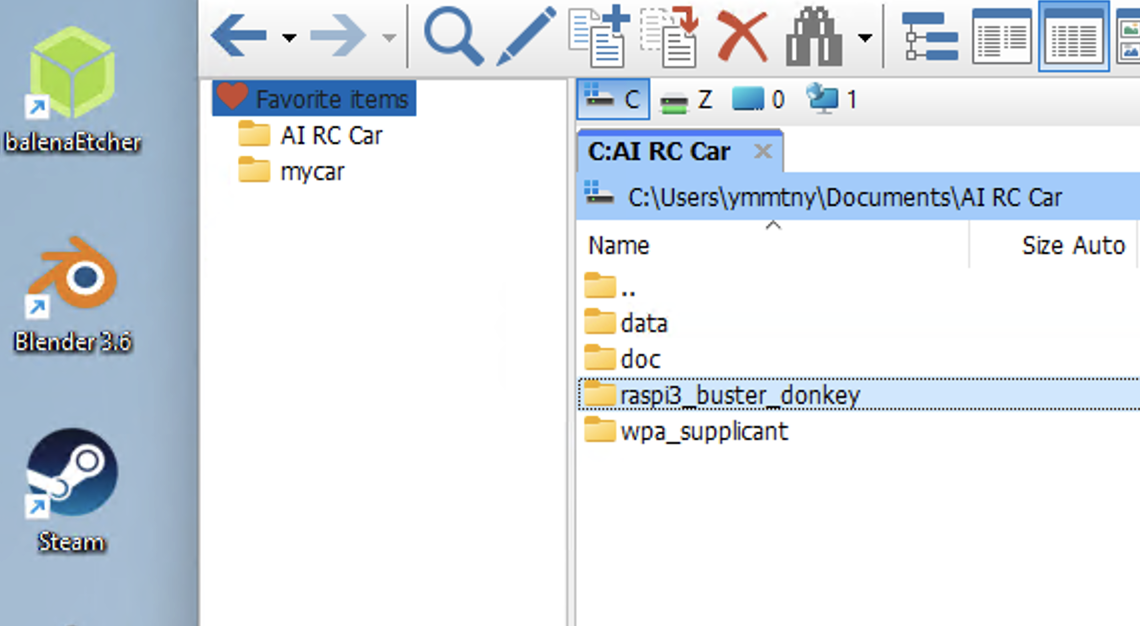 balenaEtcher
Blender 3.6
Steam
Favorite items
AI RC Car
mycar
C Z 0 1
C:AI RC Car
C:\Users\ymmtny\Documents\AI RC Car
Name Size Auto
..
data
doc
raspi3_buster_donkey
wpa_supplicant